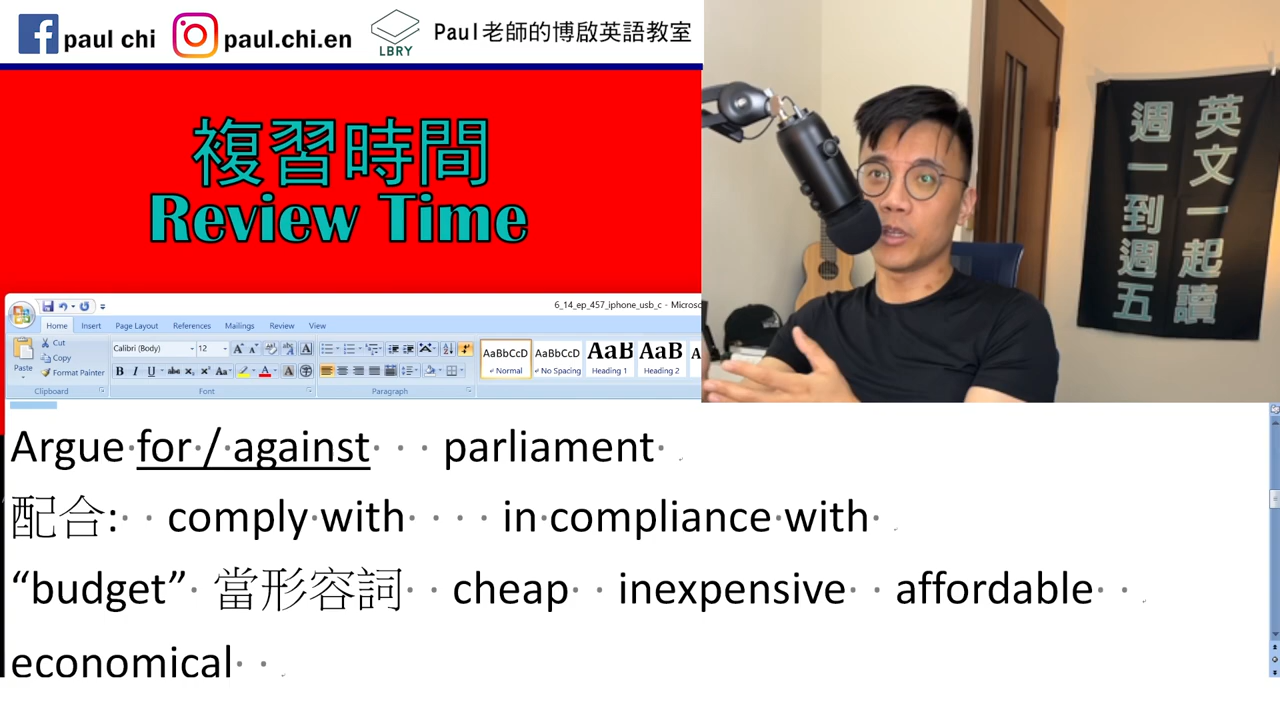 paul chi paul.chi.en LBRY Paul老師的博啟英語教室
複習時間
Review Time
英文一起讀
週一到週五
6_14_ep_457_iphone_usb_c - Micros
Home Insert Page Layout References Mailings Review View
Paste Cut Copy Format Painter
Calibri (Body) 12
AaBbCcD AaBbCcD AaB AaB
Normal No Spacing Heading 1 Heading 2
Clipboard Font Paragraph
Argue for / against parliament
配合: comply with in compliance with
“budget” 當形容詞 cheap inexpensive affordable
economical